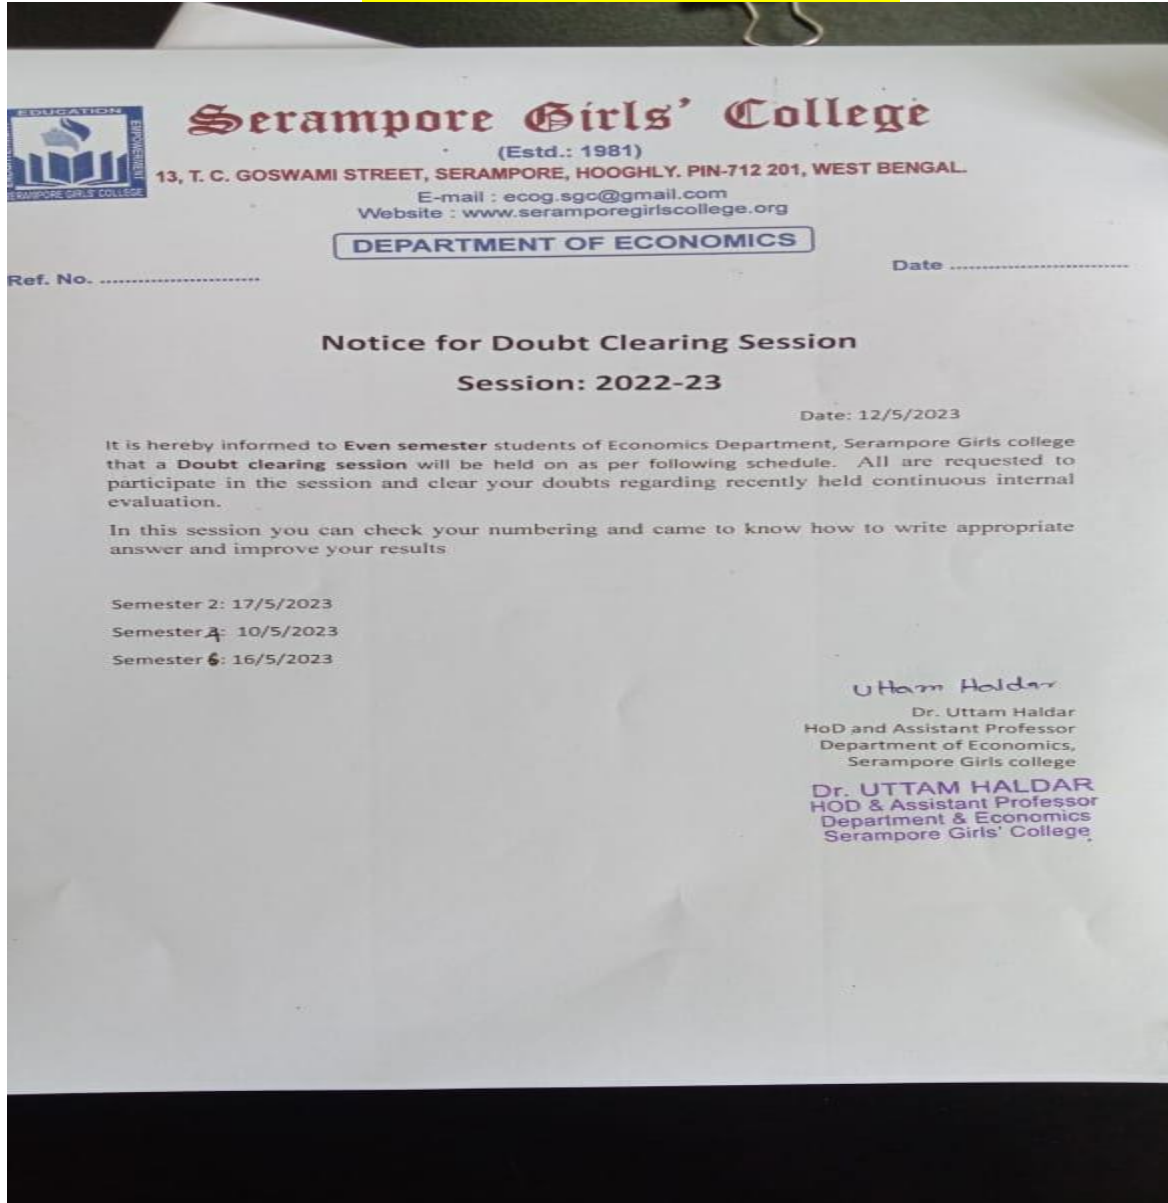 EDUCATION
EMPOWERMENT
SERAMPORE GIRLS' COLLEGE
Serampore Girls' College
(Estd.: 1981)
13, T. C. GOSWAMI STREET, SERAMPORE, HOOGHLY. PIN-712 201, WEST BENGAL.
E-mail : ecog.sgc@gmail.com
Website : www.seramporegirlscollege.org
DEPARTMENT OF ECONOMICS
Ref. No. .........................
Date ............................
Notice for Doubt Clearing Session
Session: 2022-23
Date: 12/5/2023
It is hereby informed to Even semester students of Economics Department, Serampore Girls college
that a Doubt clearing session will be held on as per following schedule. All are requested to
participate in the session and clear your doubts regarding recently held continuous internal
evaluation.
In this session you can check your numbering and came to know how to write appropriate
answer and improve your results
Semester 2: 17/5/2023
Semester 4: 10/5/2023
Semester 6: 16/5/2023
Uttam Haldar
Dr. Uttam Haldar
HoD and Assistant Professor
Department of Economics,
Serampore Girls college
Dr. UTTAM HALDAR
HOD & Assistant Professor
Department & Economics
Serampore Girls' College